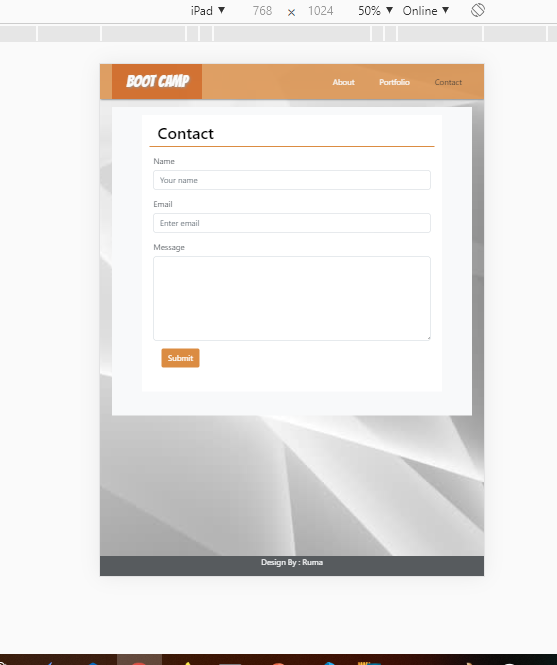 iPad ▼ 768 × 1024 50% ▼ Online ▼
BOOT CAMP About Portfolio Contact
Contact
Name
Your name
Email
Enter email
Message
Submit
Design By : Ruma